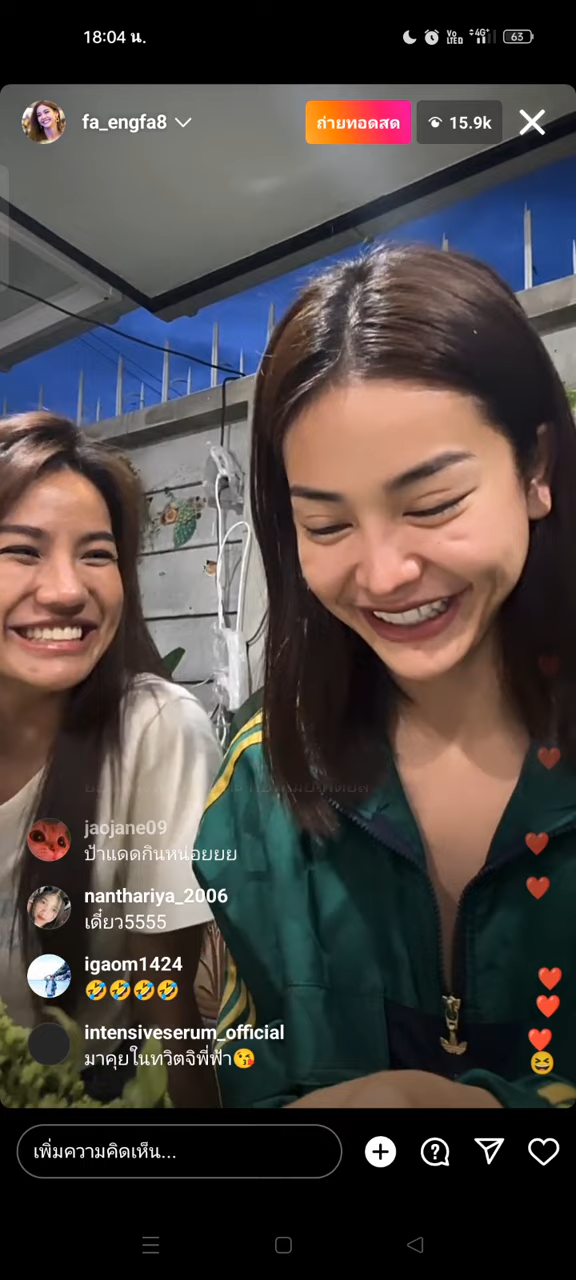 18:04 น.
Vo
LTED
4G+
63
fa_engfa8
ถ่ายทอดสด
15.9k
jaojane09
ป้าแดดกินหน่อยยย
nanthariya_2006
เดี๋ยว5555
igaom1424
🤣🤣🤣🤣
intensiveserum_official
มาคุยในทวิตจิพี่ฟ้า😘
เพิ่มความคิดเห็น...